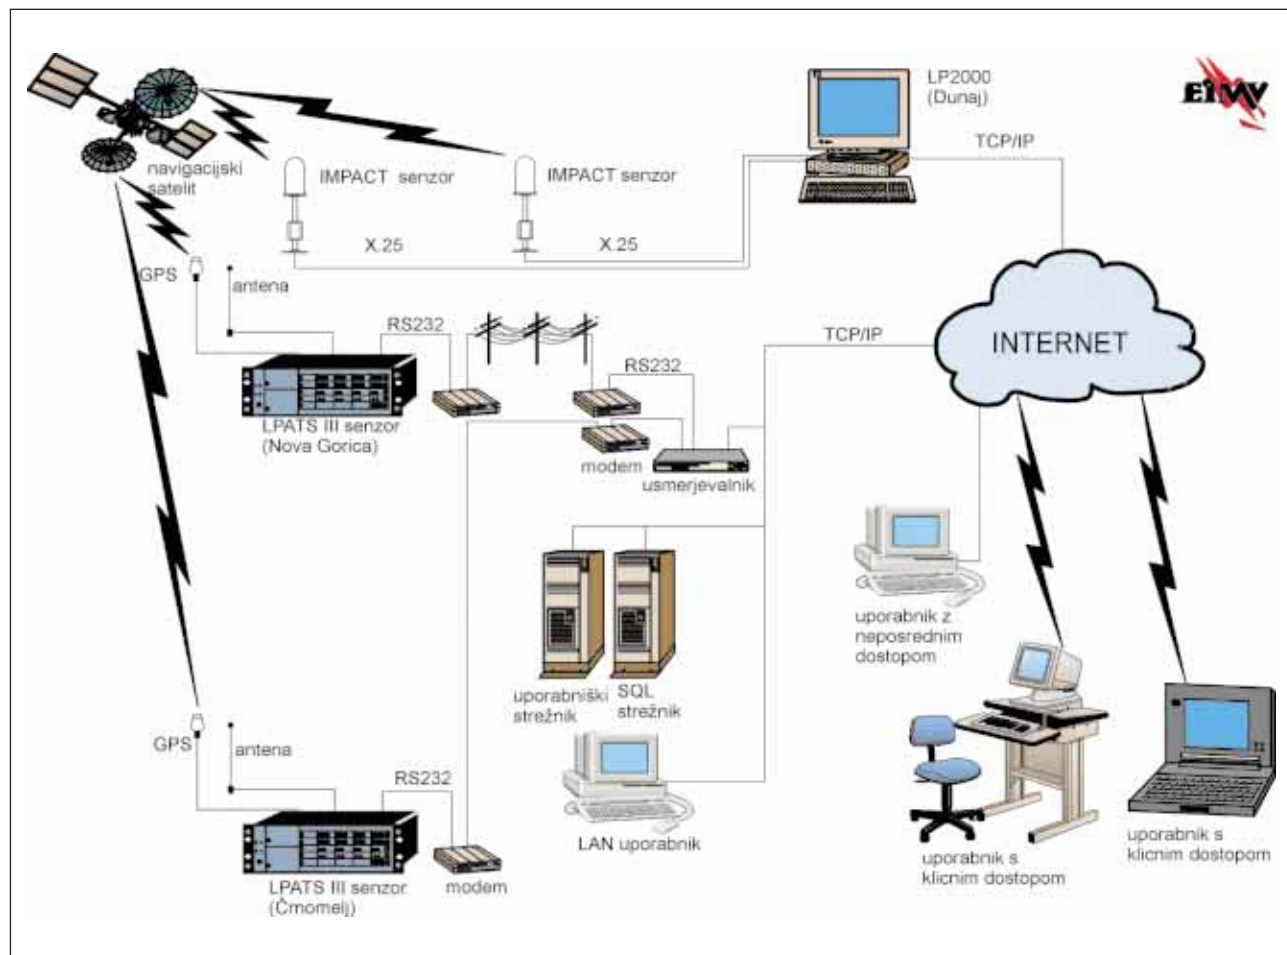 LP2000
(Dunaj)
EIMV
TCP/IP
navigacijski
satelit
IMPACT senzor
IMPACT senzor
X.25
X.25
GPS
antena
RS232
TCP/IP
INTERNET
RS232
LPATS III senzor
(Nova Gorica)
modem
usmerjevalnik
uporabnik z
neposrednim
dostopom
uporabniški
strežnik
SQL
strežnik
GPS
antena
RS232
LAN uporabnik
uporabnik s
klicnim dostopom
uporabnik s
klicnim dostopom
LPATS III senzor
(Črnomelj)
modem